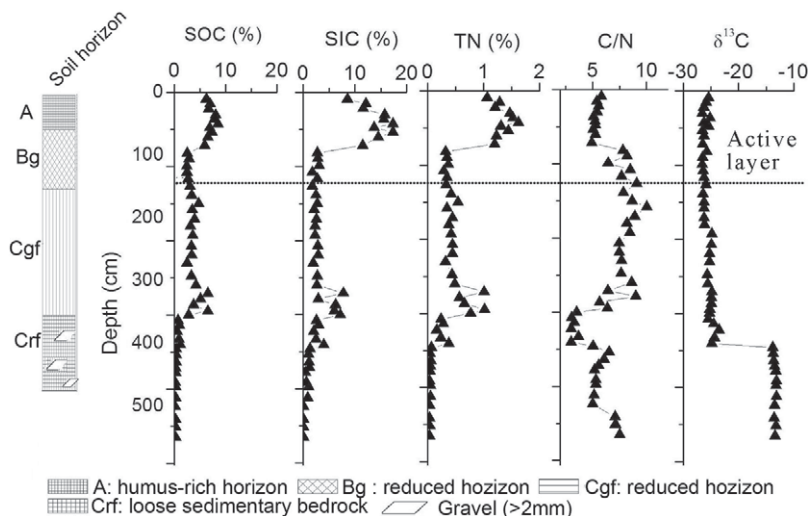 Soil horizon
SOC (%) SIC (%) TN (%) C/N δ¹³C
0 10 20 0 5 10 15 20 0 1 2 5 10 -30 -20 -10
A
Bg
Cgf
Crf
Depth (cm)
0
100
200
300
400
500
Active
layer
A: humus-rich horizon Bg : reduced hozizon Cgf: reduced hozizon
Crf: loose sedimentary bedrock Gravel (>2mm)